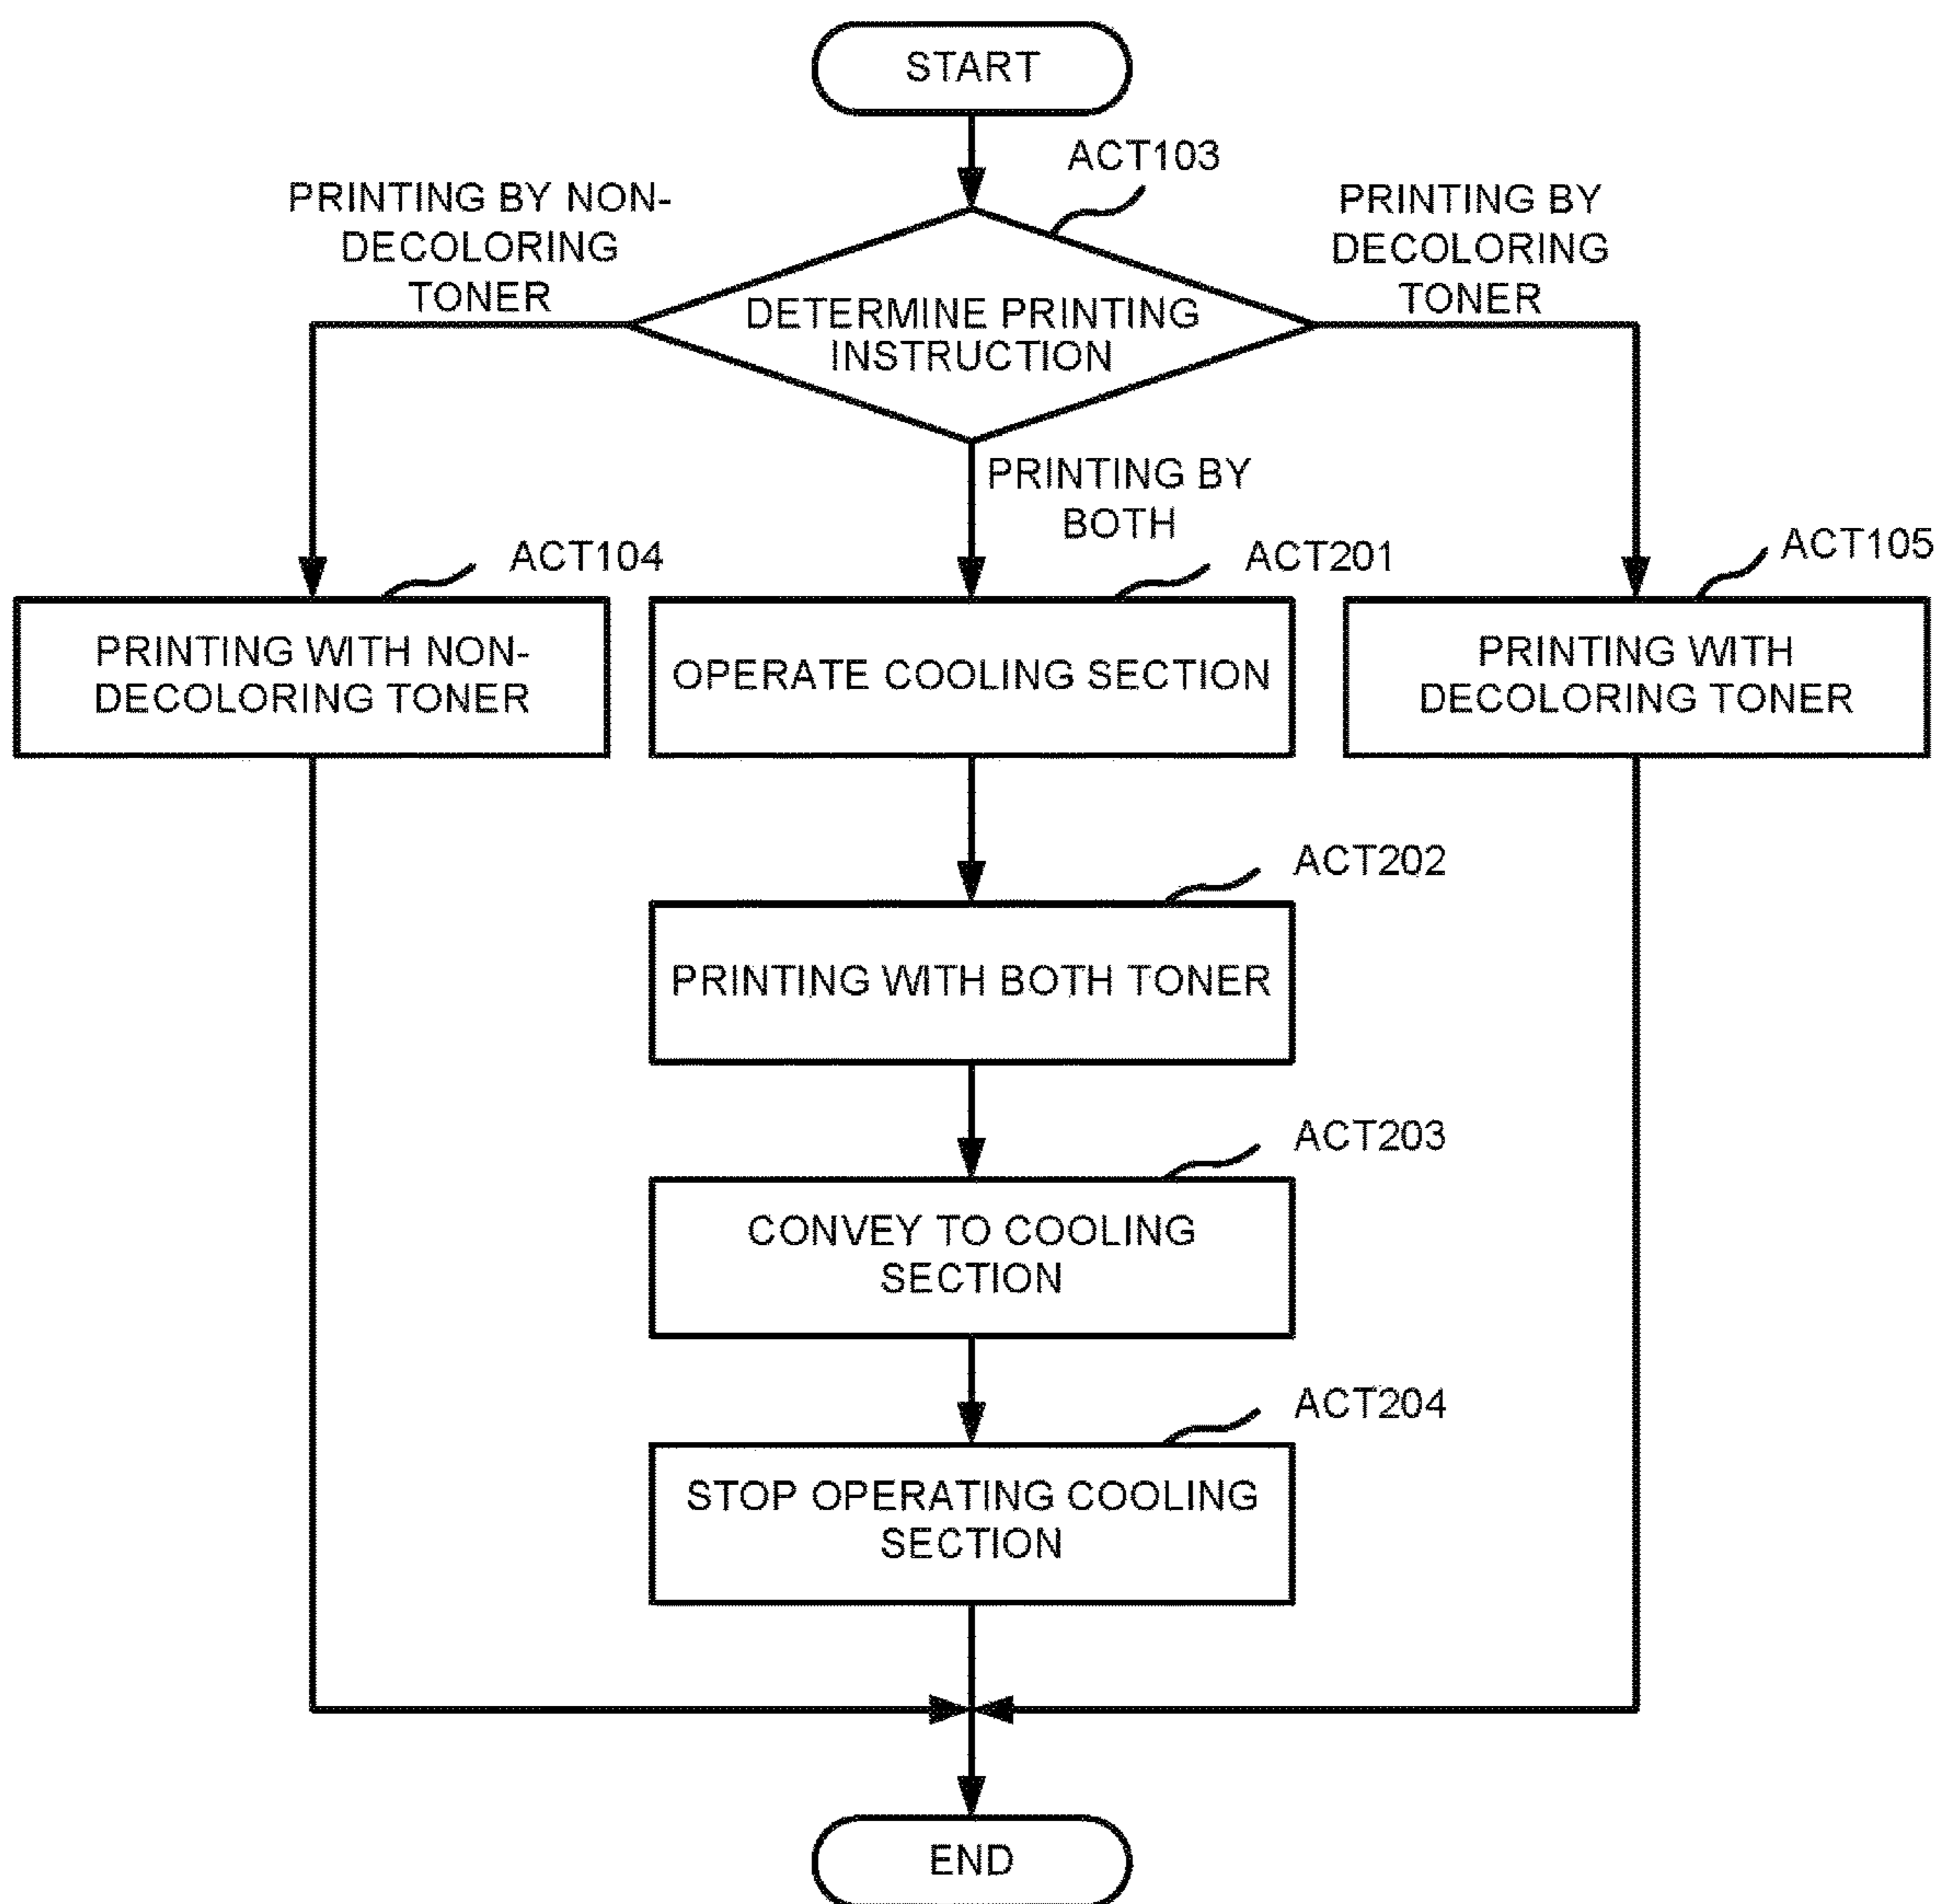 START
ACT103
PRINTING BY NON-
DECOLORING
TONER
PRINTING BY
DECOLORING
TONER
DETERMINE PRINTING
INSTRUCTION
PRINTING BY
BOTH
ACT104
ACT201
ACT105
PRINTING WITH NON-
DECOLORING TONER
OPERATE COOLING SECTION
PRINTING WITH
DECOLORING TONER
ACT202
PRINTING WITH BOTH TONER
ACT203
CONVEY TO COOLING
SECTION
ACT204
STOP OPERATING COOLING
SECTION
END